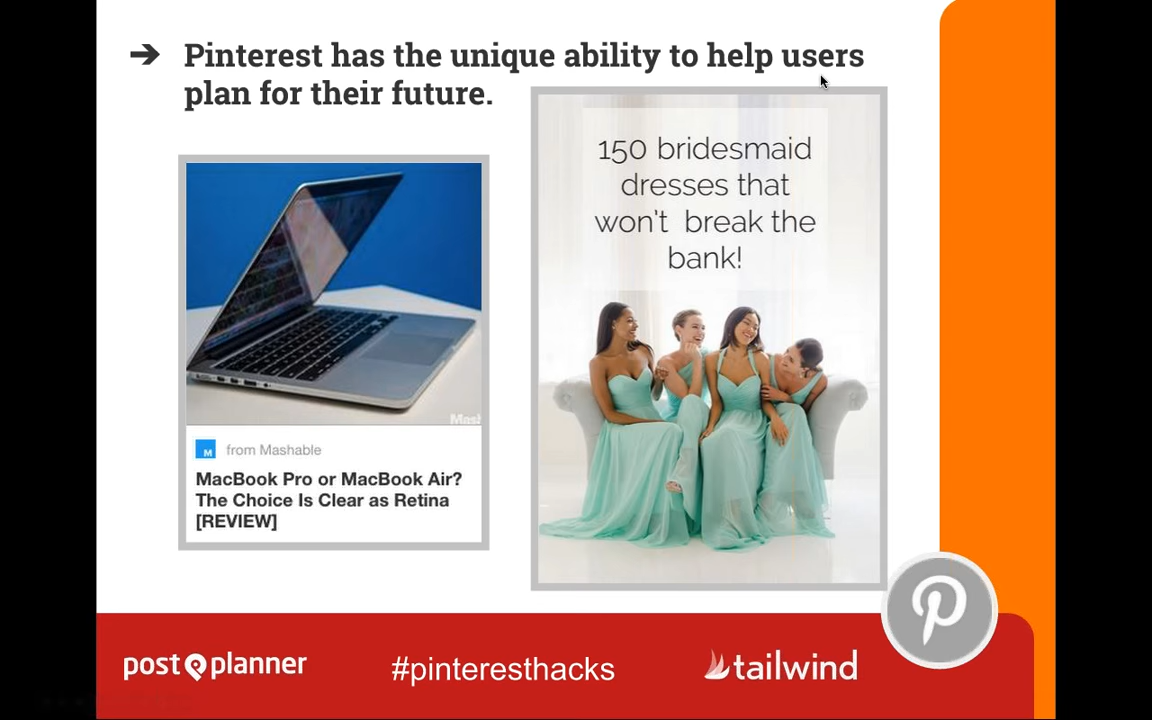 ➔ Pinterest has the unique ability to help users
plan for their future.
150 bridesmaid
dresses that
won't break the
bank!
Mash
M from Mashable
MacBook Pro or MacBook Air?
The Choice Is Clear as Retina
[REVIEW]
post planner
#pinteresthacks
tailwind